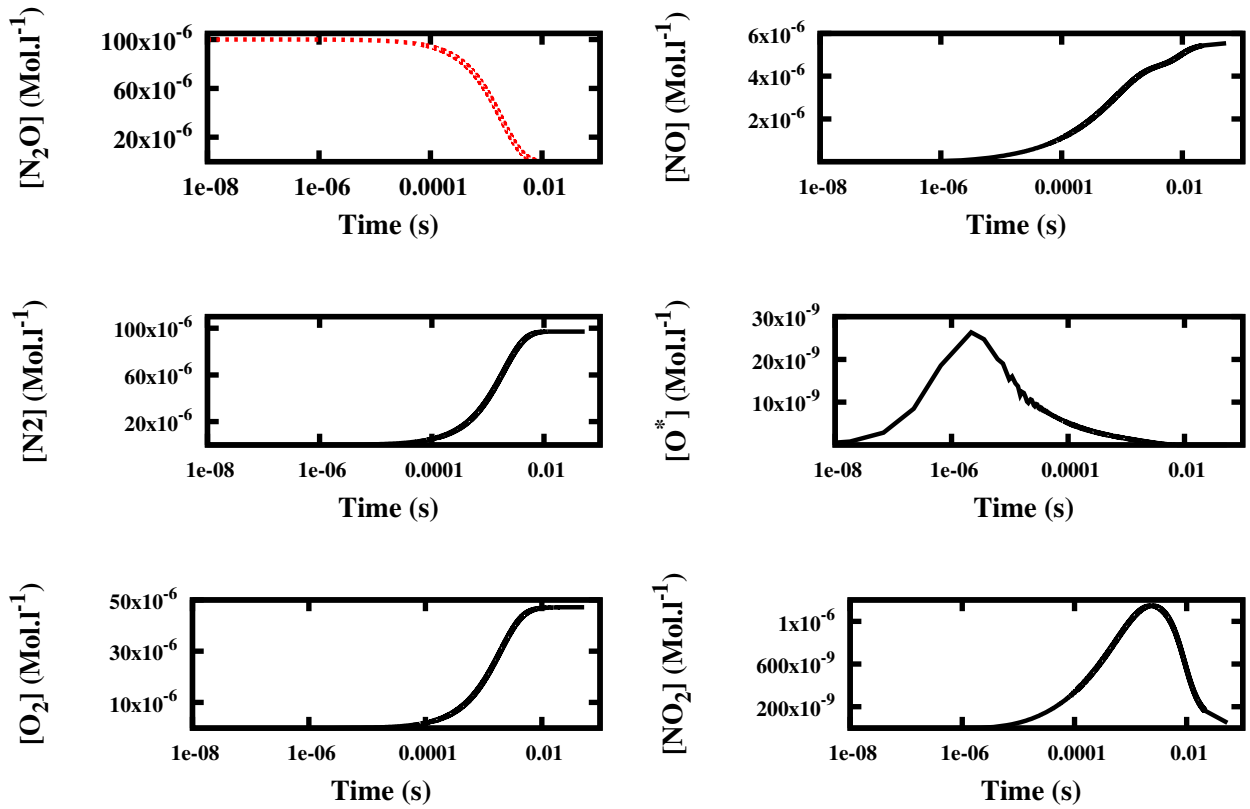 [N2O] (Mol.l-1)
100x10-6
60x10-6
20x10-6
1e-08 1e-06 0.0001 0.01
Time (s)
[NO] (Mol.l-1)
6x10-6
4x10-6
2x10-6
1e-08 1e-06 0.0001 0.01
Time (s)
[N2] (Mol.l-1)
100x10-6
60x10-6
20x10-6
1e-08 1e-06 0.0001 0.01
Time (s)
[O*] (Mol.l-1)
30x10-9
20x10-9
10x10-9
1e-08 1e-06 0.0001 0.01
Time (s)
[O2] (Mol.l-1)
50x10-6
30x10-6
10x10-6
1e-08 1e-06 0.0001 0.01
Time (s)
[NO2] (Mol.l-1)
1x10-6
600x10-9
200x10-9
1e-08 1e-06 0.0001 0.01
Time (s)